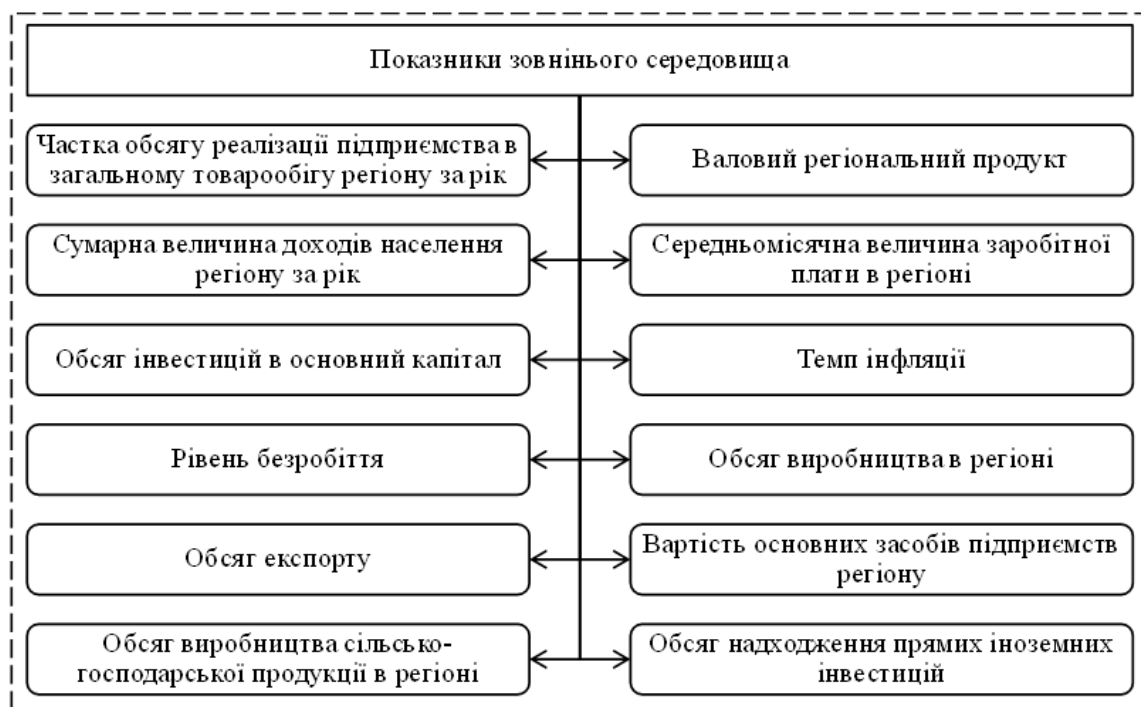 Показники зовнінього середовища
Частка обсягу реалізації підприємства в
загальному товарообігу регіону за рік
Валовий регіональний продукт
Сумарна величина доходів населення
регіону за рік
Середньомісячна величина заробітної
плати в регіоні
Обсяг інвестицій в основний капітал
Темп інфляції
Рівень безробіття
Обсяг виробництва в регіоні
Обсяг експорту
Вартість основних засобів підприємств
регіону
Обсяг виробництва сільсько-
господарської продукції в регіоні
Обсяг надходження прямих іноземних
інвестицій